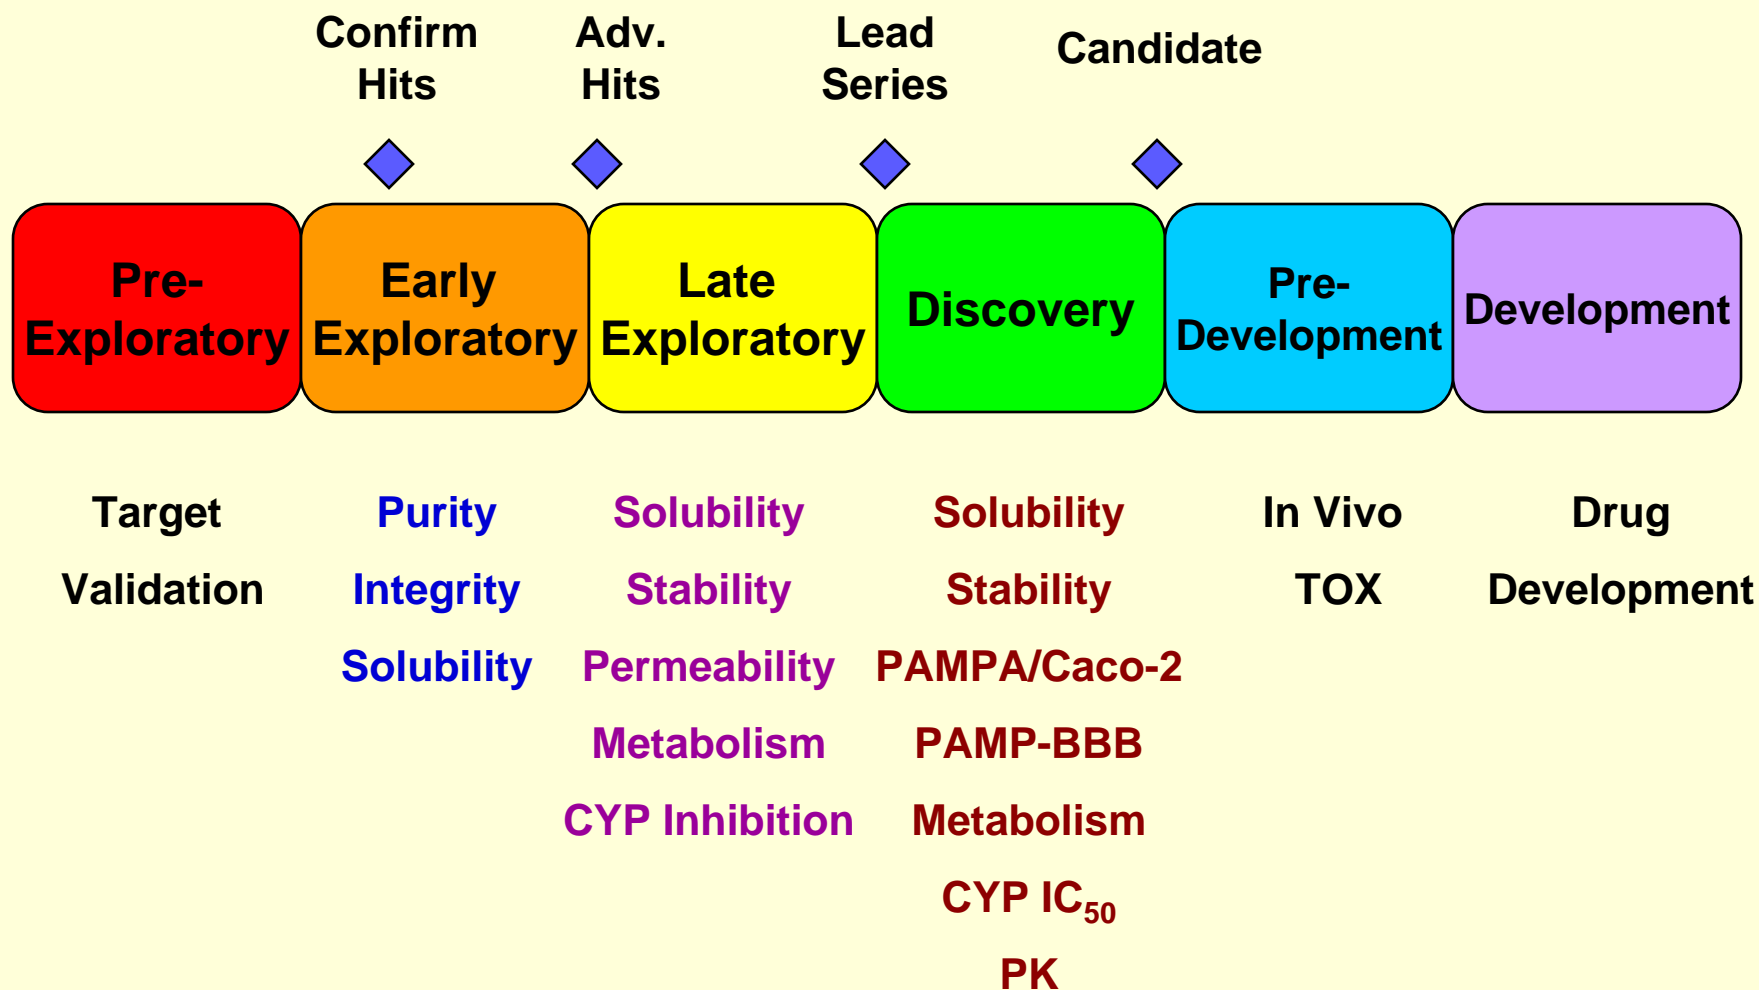 Confirm
Hits
Adv.
Hits
Lead
Series
Candidate
Pre-
Exploratory
Early
Exploratory
Late
Exploratory
Discovery
Pre-
Development
Development
Target
Validation
Purity
Integrity
Solubility
Solubility
Stability
Permeability
Metabolism
CYP Inhibition
Solubility
Stability
PAMPA/Caco-2
PAMP-BBB
Metabolism
CYP IC50
PK
In Vivo
TOX
Drug
Development